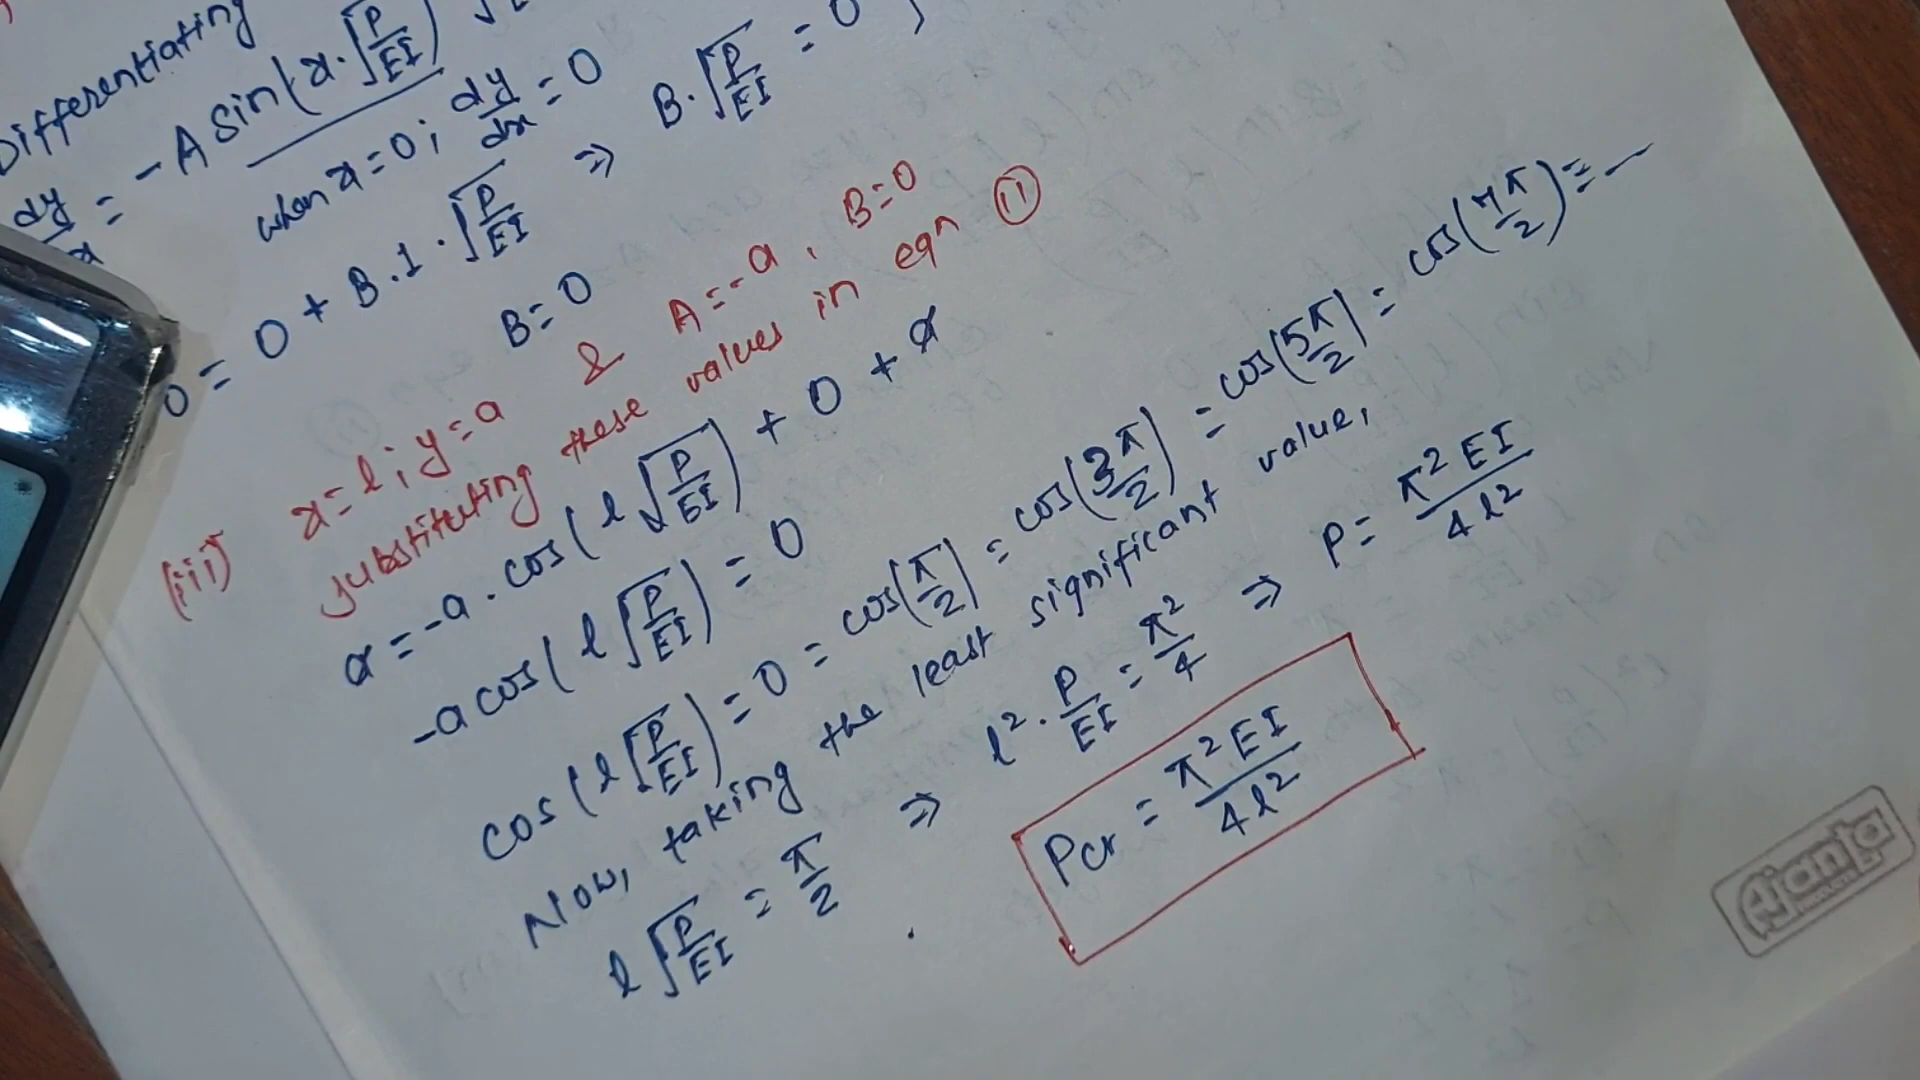 Differentiating
dy/dx = -A sin(x.√(P/EI)) √
when x=0; dy/dx = 0
0 = 0 + B.1.√(P/EI) ⇒ B.√(P/EI) = 0
B=0
(iii) x=l; y=a & A=-a, B=0
substituting these values in eqn (ii)
a = -a.cos(l√(P/EI)) + 0 + a
-a cos(l√(P/EI)) = 0
cos(l√(P/EI)) = 0 = cos(π/2) = cos(3π/2) = cos(5π/2) = cos(7π/2) = -
Now, taking the least significant value,
l√(P/EI) = π/2 ⇒ l².P/EI = π²/4 ⇒ P = π²EI/4l²
Pcr = π²EI/4l²
Ajanta